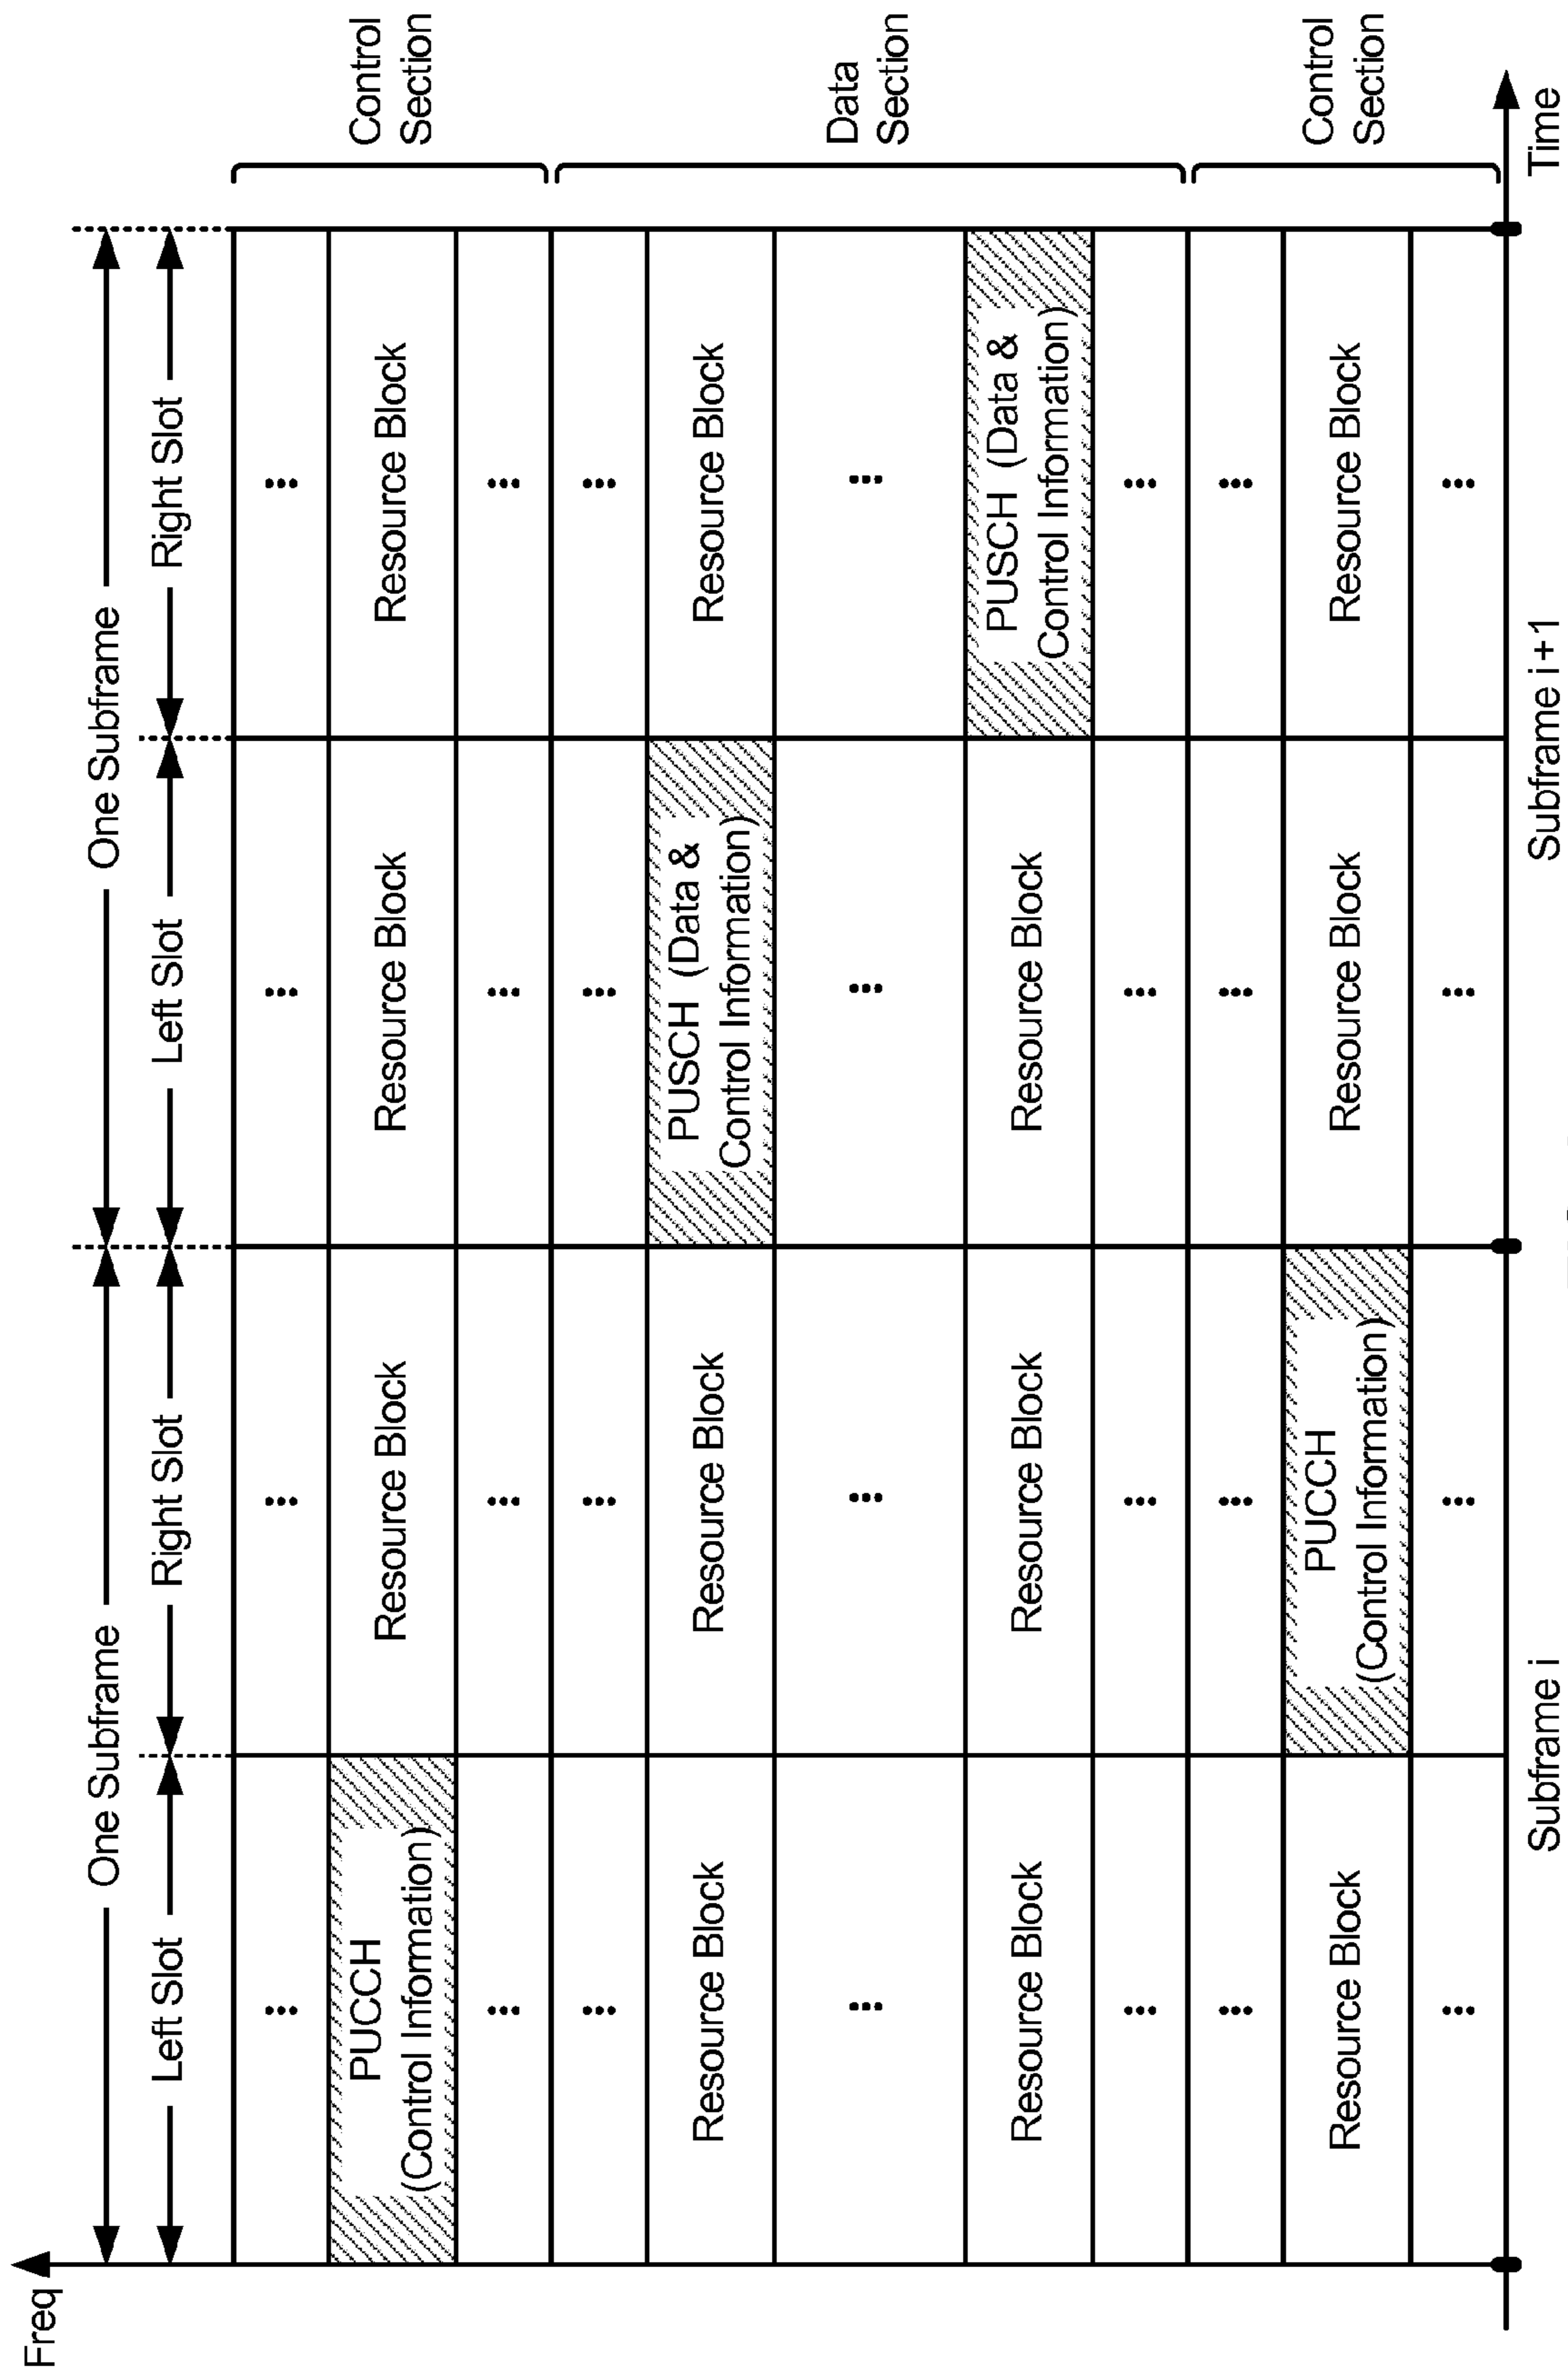 Freq
One Subframe
One Subframe
Left Slot
Right Slot
Left Slot
Right Slot
...
...
...
...
PUCCH
(Control Information)
Resource Block
Resource Block
Resource Block
Control
Section
...
...
...
...
...
...
...
...
Resource Block
Resource Block
PUSCH (Data &
Control Information)
Resource Block
...
...
...
...
Data
Section
Resource Block
Resource Block
Resource Block
PUSCH (Data &
Control Information)
...
...
...
...
...
...
...
...
Resource Block
PUCCH
(Control Information)
Resource Block
Resource Block
Control
Section
...
...
...
...
Subframe i
Subframe i+1
Time